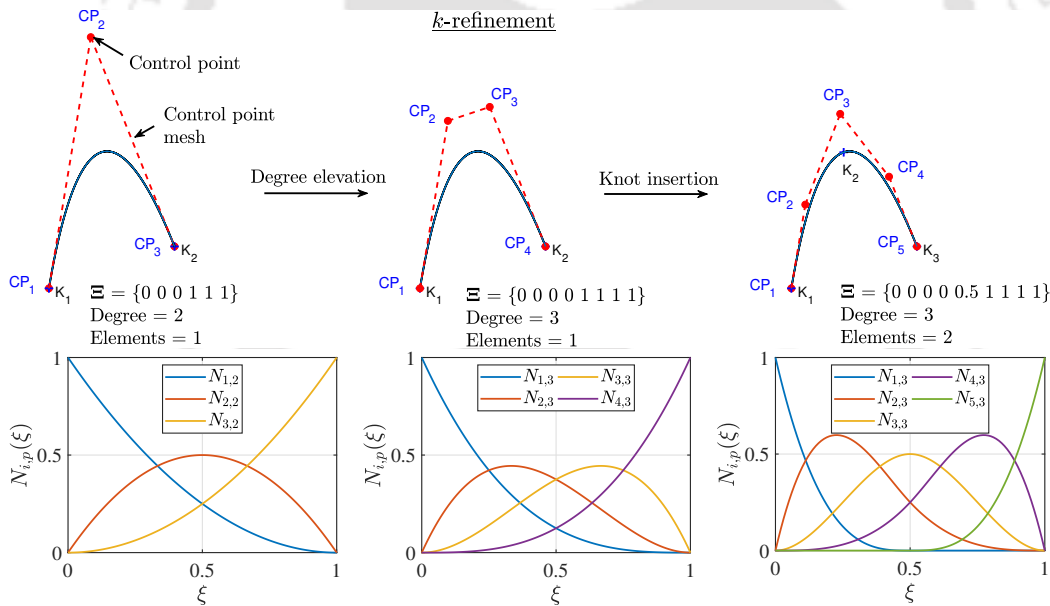 k-refinement
CP₂
Control point
Control point
mesh
CP₃
CP₁
K₁
K₂
Ξ = {0 0 0 1 1 1}
Degree = 2
Elements = 1
Degree elevation
CP₂
CP₃
CP₄
CP₁
K₁
K₂
Ξ = {0 0 0 0 1 1 1 1}
Degree = 3
Elements = 1
Knot insertion
CP₃
K₂
CP₄
CP₂
CP₅
CP₁
K₁
K₃
Ξ = {0 0 0 0 0.5 1 1 1 1}
Degree = 3
Elements = 2
N₁,₂
N₂,₂
N₃,₂
Nᵢ,ₚ(ξ)
1
0.5
0
0 0.5 1
ξ
N₁,₃ N₃,₃
N₂,₃ N₄,₃
Nᵢ,ₚ(ξ)
1
0.5
0
0 0.5 1
ξ
N₁,₃ N₄,₃
N₂,₃ N₅,₃
N₃,₃
Nᵢ,ₚ(ξ)
1
0.5
0
0 0.5 1
ξ